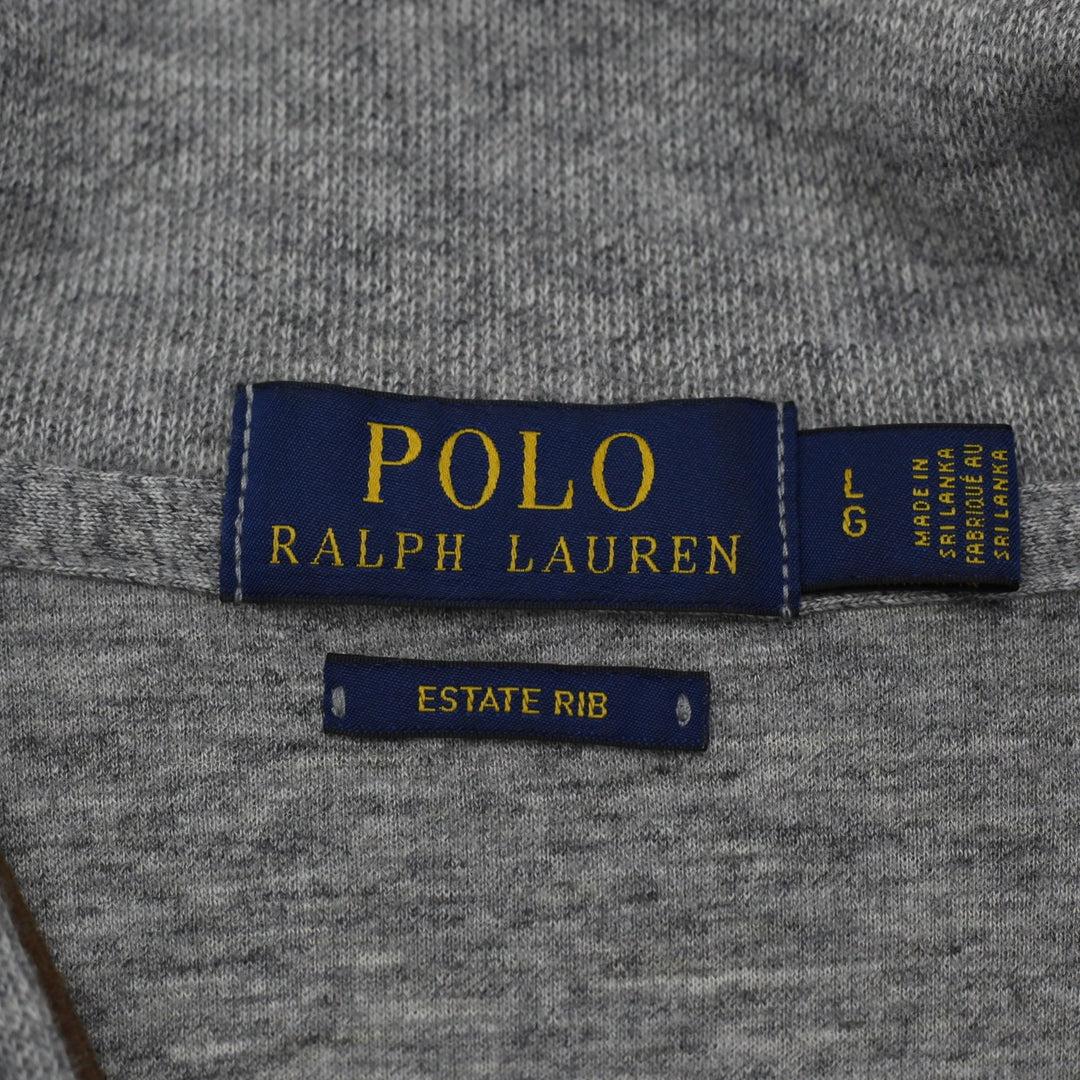 POLO
RALPH LAUREN
L
G
MADE IN
SRI LANKA
FABRIQUÉ AU
SRI LANKA
ESTATE RIB